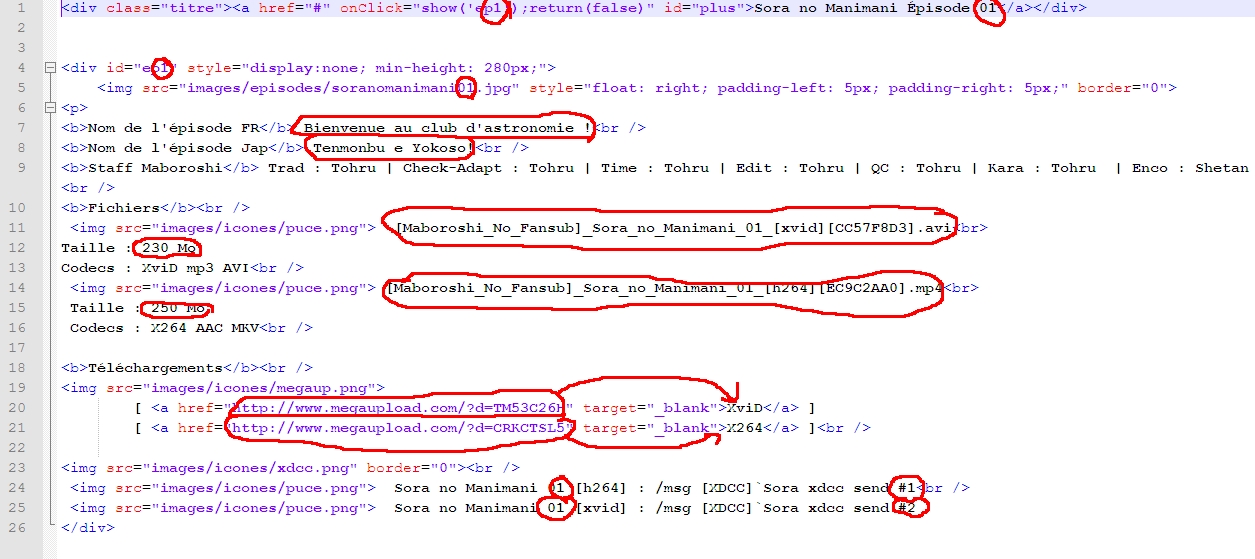 1 <div class="titre"><a href="#" onClick="show('ep1');return(false)" id="plus">Sora no Manimani Épisode 01</a></div>
2
3
4 <div id="ep1" style="display:none; min-height: 280px;">
5 <img src="images/episodes/soranomanimani01.jpg" style="float: right; padding-left: 5px; padding-right: 5px;" border="0">
6 <p>
7 <b>Nom de l'épisode FR</b> Bienvenue au club d'astronomie !<br />
8 <b>Nom de l'épisode Jap</b> Tenmonbu e Yokoso!<br />
9 <b>Staff Maboroshi</b> Trad : Tohru | Check-Adapt : Tohru | Time : Tohru | Edit : Tohru | QC : Tohru | Kara : Tohru  | Enco : Shetan
<br />
10 <b>Fichiers</b><br />
11 <img src="images/icones/puce.png"> [Maboroshi_No_Fansub]_Sora_no_Manimani_01_[xvid][CC57F8D3].avi<br>
12 Taille : 230 Mo
13 Codecs : XviD mp3 AVI<br />
14 <img src="images/icones/puce.png"> [Maboroshi_No_Fansub]_Sora_no_Manimani_01_[h264][EC9C2AA0].mp4<br>
15 Taille : 250 Mo
16 Codecs : X264 AAC MKV<br />
17
18 <b>Téléchargements</b><br />
19 <img src="images/icones/megaup.png">
20 [ <a href="http://www.megaupload.com/?d=TM53C26H" target="_blank">XviD</a> ]
21 [ <a href="http://www.megaupload.com/?d=CRKCTSL5" target="_blank">X264</a> ]<br />
22
23 <img src="images/icones/xdcc.png" border="0"><br />
24 <img src="images/icones/puce.png">  Sora no Manimani 01 [h264] : /msg [XDCC]`Sora xdcc send #1<br />
25 <img src="images/icones/puce.png">  Sora no Manimani 01 [xvid] : /msg [XDCC]`Sora xdcc send #2
26 </div>